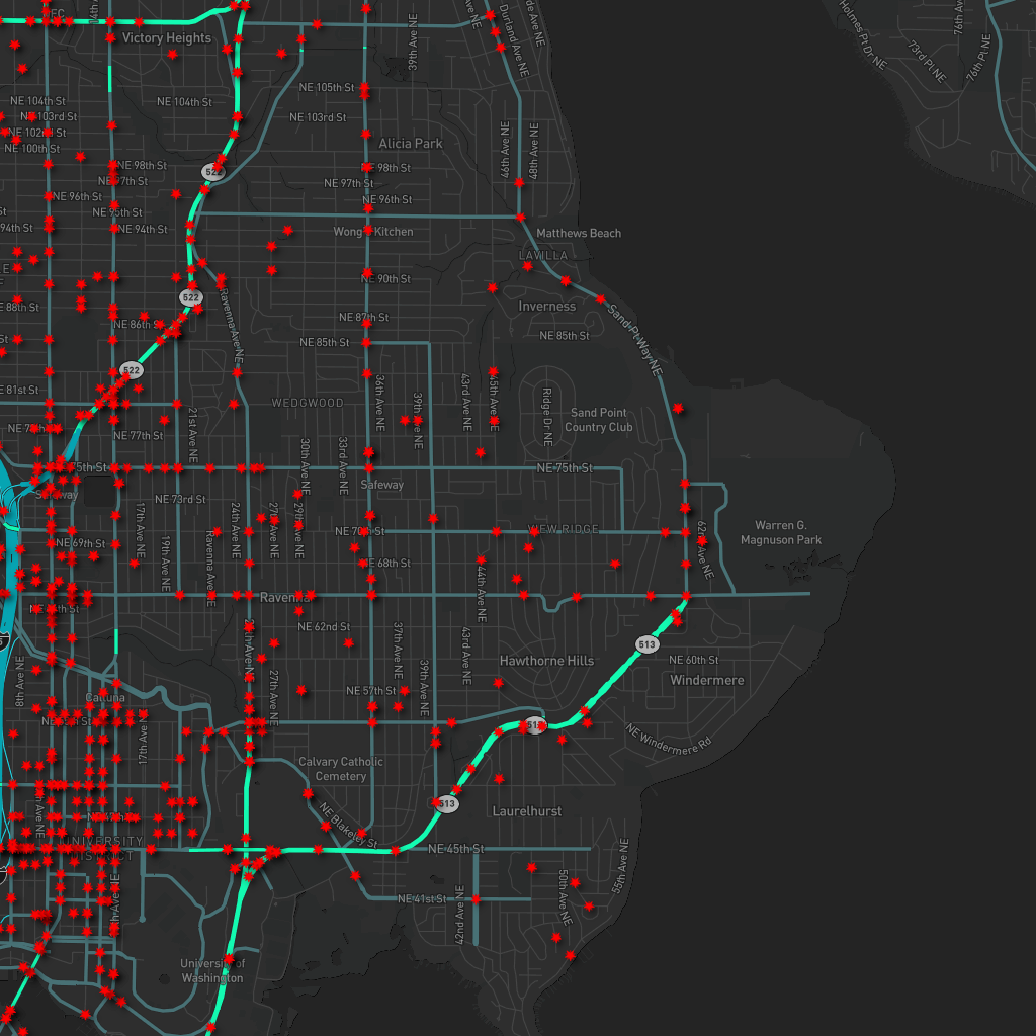 Durland Ave NE
39th Ave NE
Holmes Pt Dr NE
73rd Pl NE
76th Pl NE
Victory Heights
NE 105th St
NE 104th St
NE 104th St
NE 103rd St
NE 103rd St
NE 102nd St
NE 100th St
Alicia Park
46th Ave NE
48th Ave NE
NE 98th St
NE 98th St
NE 97th St
NE 97th St
NE 96th St
NE 96th St
NE 95th St
NE 94th St
94th St
522
Wong's Kitchen
Matthews Beach
LAVILLA
NE 90th St
522
Inverness
E 88th St
NE 87th St
NE 86th St
NE 85th St
NE 85th St
Ravenna Ave NE
Sand Pt Way NE
522
E 81st St
36th Ave NE
39th Ave NE
43rd Ave NE
45th Ave NE
Ridge Dr NE
WEDGWOOD
Sand Point
Country Club
21st Ave NE
NE 77th St
30th Ave NE
33rd Ave NE
75th St
NE 75th St
Safeway
Safeway
NE 73rd St
17th Ave NE
19th Ave NE
Ravenna Ave NE
24th Ave NE
27th Ave NE
29th Ave NE
NE 70th St
VIEW RIDGE
62nd Ave NE
Warren G.
Magnuson Park
NE 69th St
NE 68th St
44th Ave NE
Ravenna
NE 62nd St
37th Ave NE
43rd Ave NE
513
Hawthorne Hills
NE 60th St
Windermere
8th Ave NE
27th Ave NE
39th Ave NE
NE 57th St
Calluna
17th Ave NE
513
NE Windermere Rd
Calvary Catholic
Cemetery
513
Laurelhurst
NE Blakeley St
UNIVERSITY
DISTRICT
NE 45th St
NE 41st St
42nd Ave NE
50th Ave NE
55th Ave NE
University of
Washington